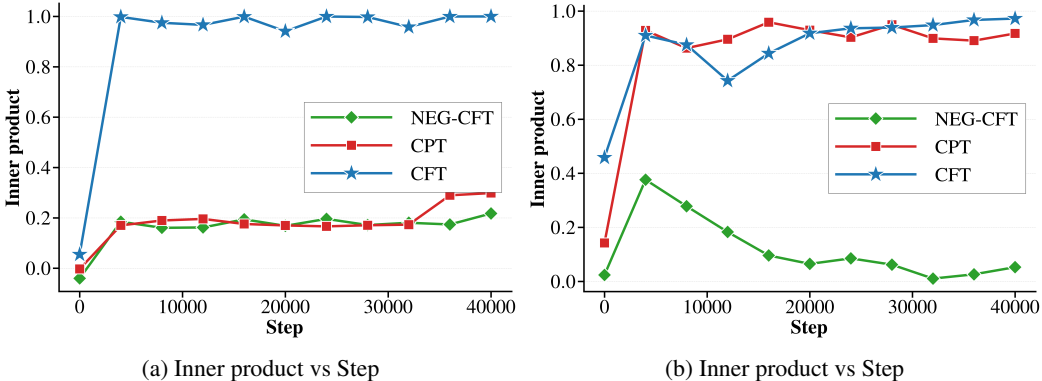 1.0
0.8
0.6
0.4
0.2
0.0
Inner product
NEG-CFT
CPT
CFT
0 10000 20000 30000 40000
Step
(a) Inner product vs Step
1.0
0.8
0.6
0.4
0.2
0.0
Inner product
NEG-CFT
CPT
CFT
0 10000 20000 30000 40000
Step
(b) Inner product vs Step